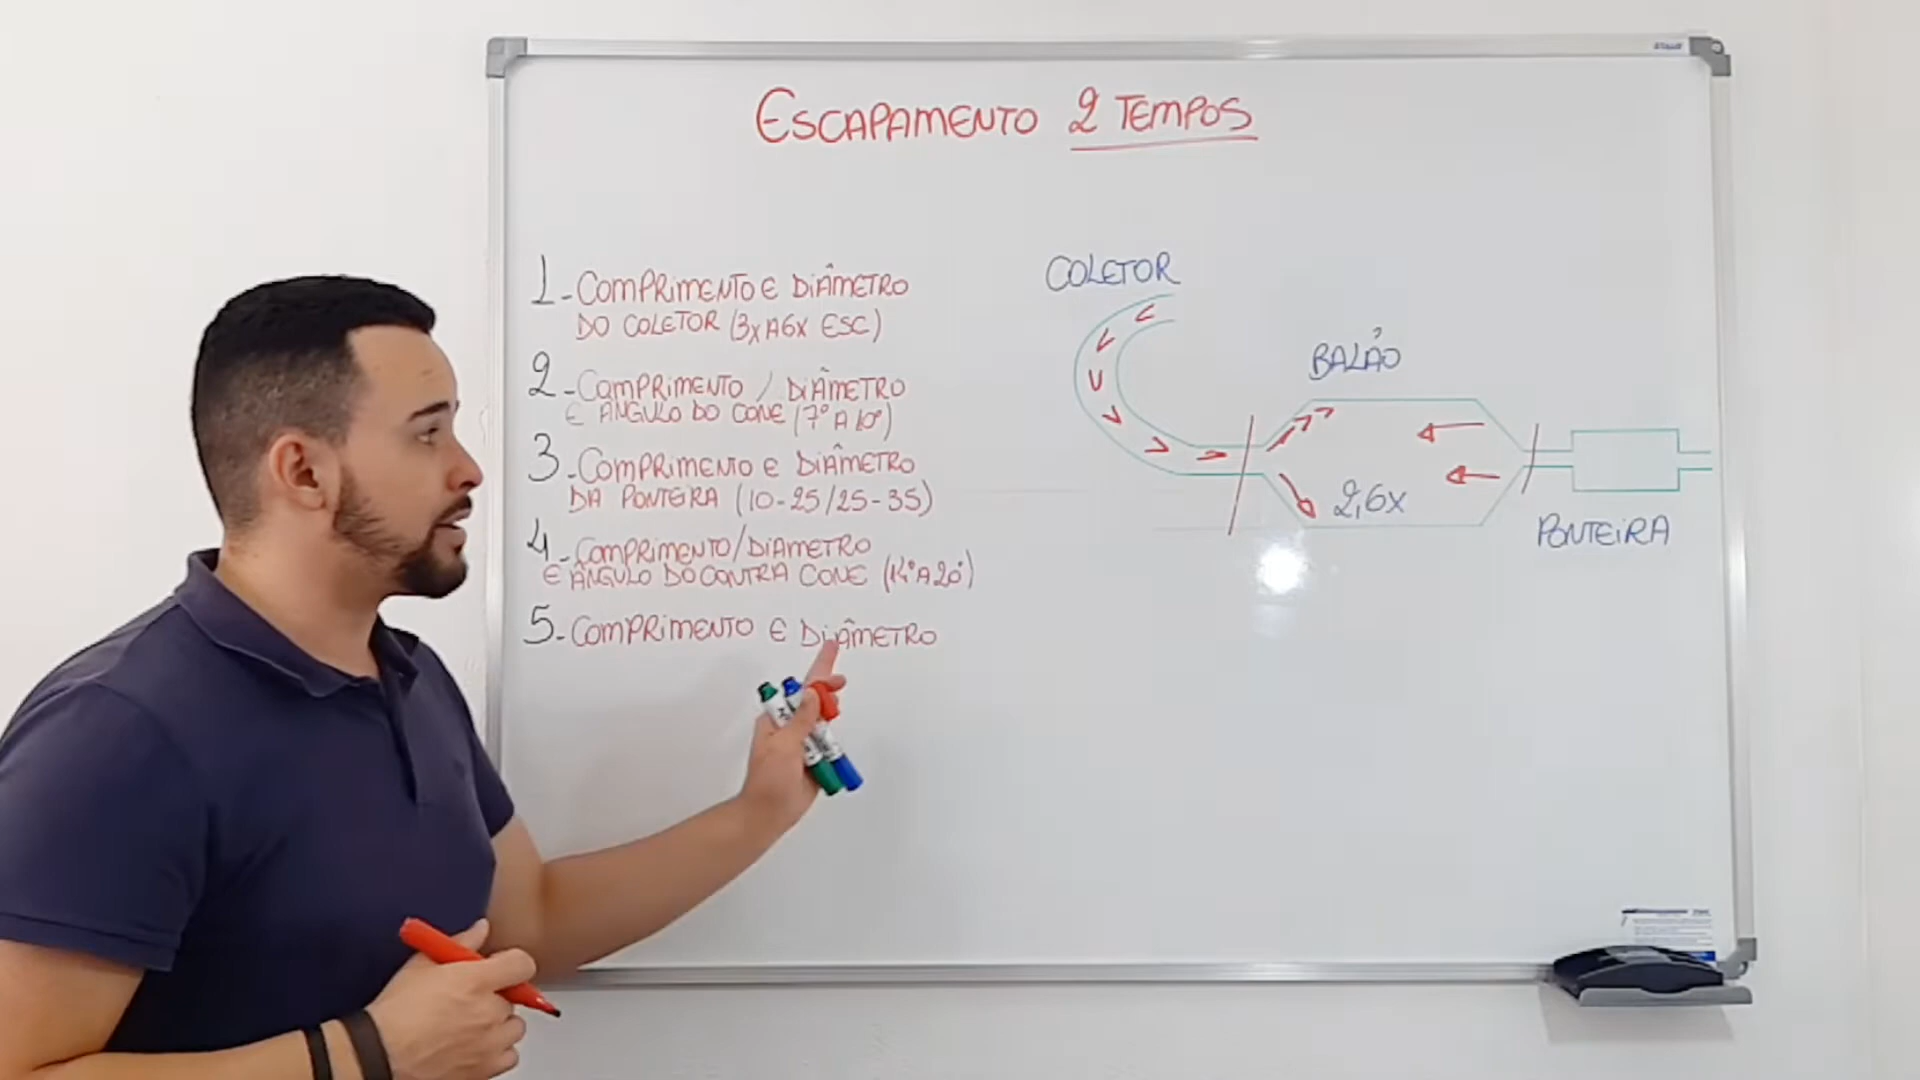 ESCAPAMENTO 2 TEMPOS
1-COMPRIMENTO E DIÂMETRO
DO COLETOR (3X A 6X ESC)
2-COMPRIMENTO / DIÂMETRO
E ÂNGULO DO CONE (7° A 10°)
3-COMPRIMENTO E DIÂMETRO
DA PONTEIRA (10-25/25-35)
4-COMPRIMENTO/DIAMETRO
E ÂNGULO DO CONTRA CONE (14° A 20°)
5-COMPRIMENTO E DIÂMETRO
COLETOR
BALÃO
2,6X
PONTEIRA